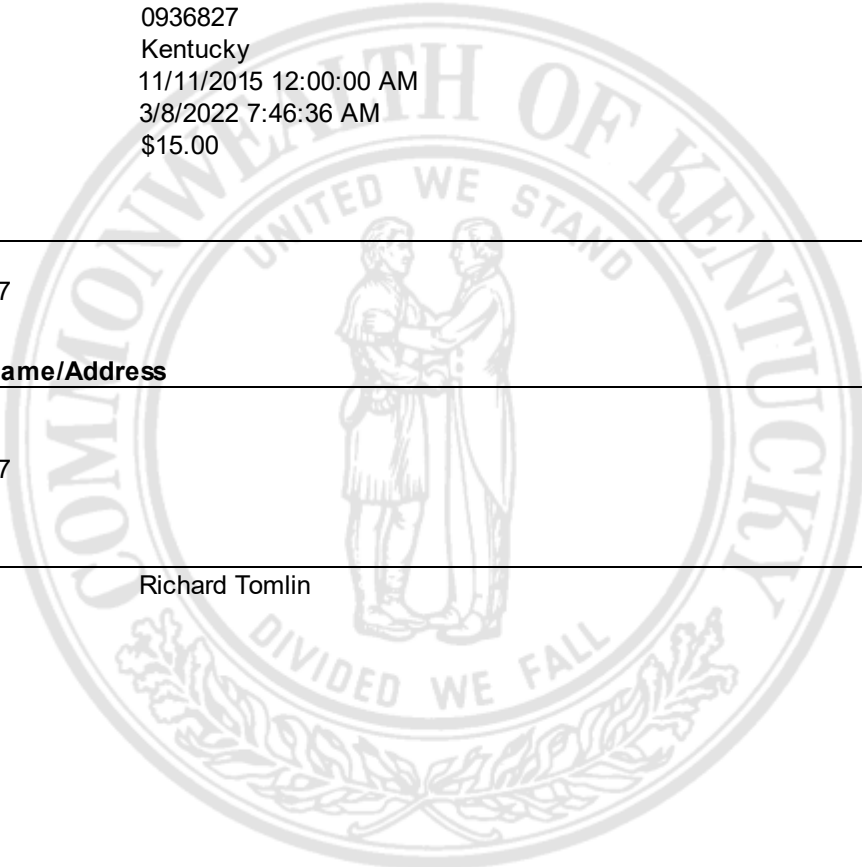 0936827
Kentucky
11/11/2015 12:00:00 AM
3/8/2022 7:46:36 AM
$15.00
COMMONWEALTH OF KENTUCKY
UNITED WE STAND
7
ame/Address
7
Richard Tomlin
DIVIDED WE FALL